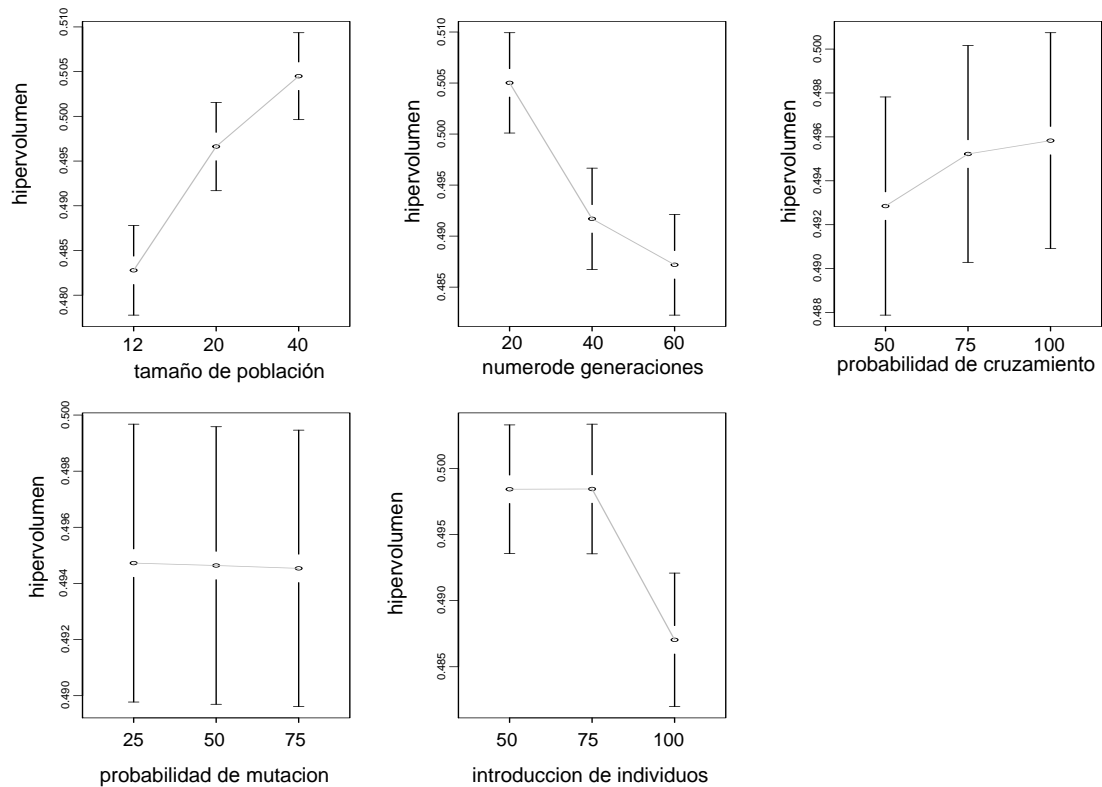 hipervolumen
0.510
0.505
0.500
0.495
0.490
0.485
0.480
12 20 40
tamaño de población
hipervolumen
0.510
0.505
0.500
0.495
0.490
0.485
20 40 60
numerode generaciones
hipervolumen
0.500
0.498
0.496
0.494
0.492
0.490
0.488
50 75 100
probabilidad de cruzamiento
hipervolumen
0.500
0.498
0.496
0.494
0.492
0.490
25 50 75
probabilidad de mutacion
hipervolumen
0.500
0.495
0.490
0.485
50 75 100
introduccion de individuos